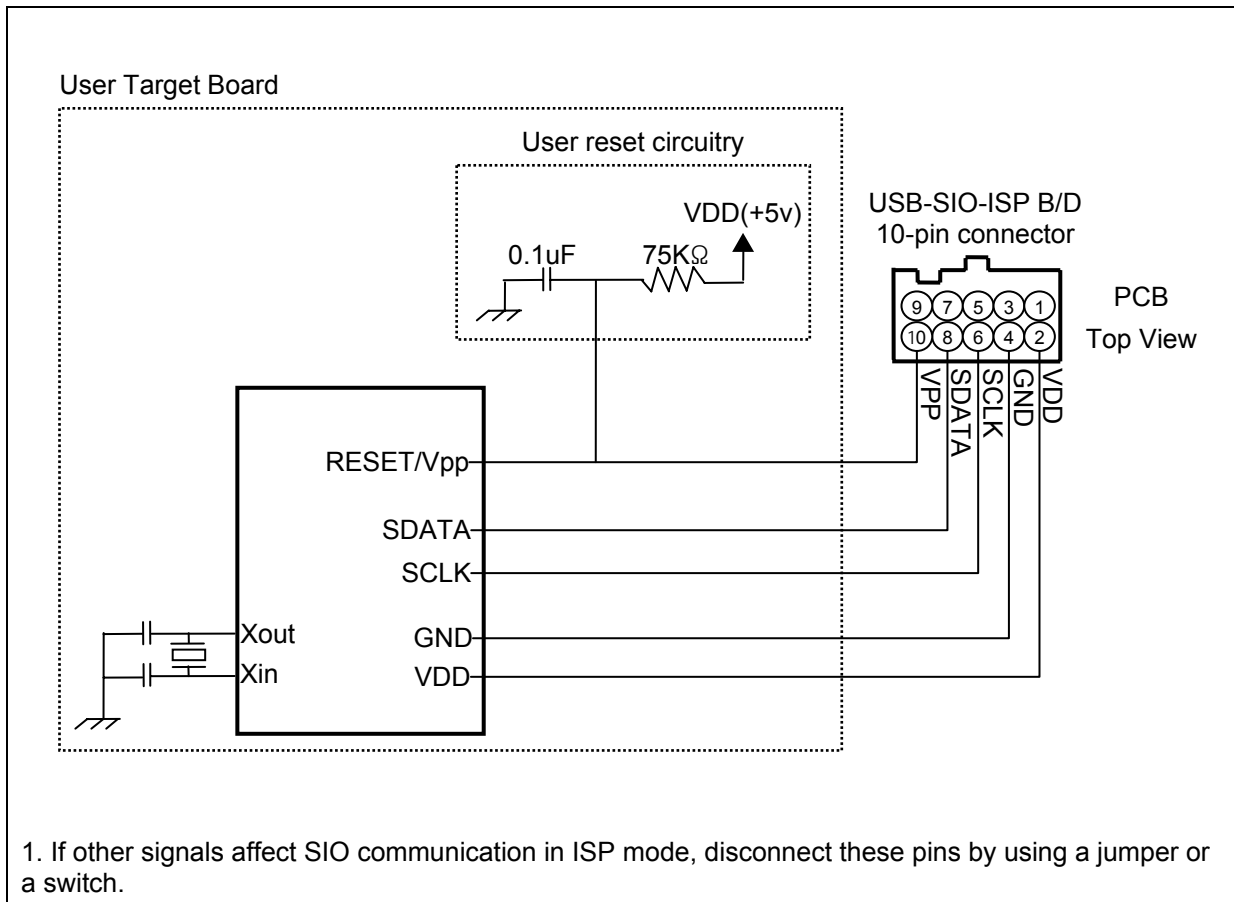 User Target Board
User reset circuitry
VDD(+5v)
0.1uF
75KΩ
USB-SIO-ISP B/D
10-pin connector
9 7 5 3 1
10 8 6 4 2
PCB
Top View
VPP
SDATA
SCLK
GND
VDD
RESET/Vpp
SDATA
SCLK
GND
VDD
Xout
Xin
1. If other signals affect SIO communication in ISP mode, disconnect these pins by using a jumper or
a switch.